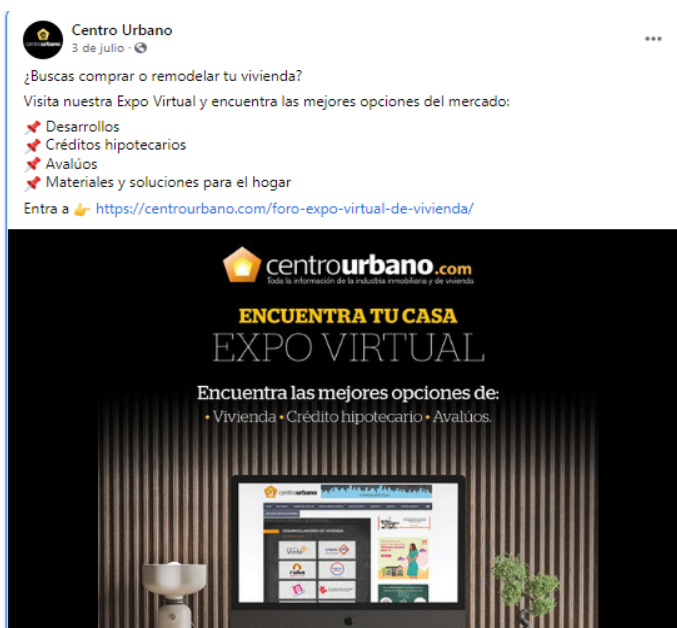 Centro Urbano
3 de julio ·
¿Buscas comprar o remodelar tu vivienda?
Visita nuestra Expo Virtual y encuentra las mejores opciones del mercado:
📌 Desarrollos
📌 Créditos hipotecarios
📌 Avalúos
📌 Materiales y soluciones para el hogar
Entra a 👉 https://centrourbano.com/foro-expo-virtual-de-vivienda/
centrourbano.com
Toda la información de la industria inmobiliaria y de vivienda
ENCUENTRA TU CASA
EXPO VIRTUAL
Encuentra las mejores opciones de:
• Vivienda • Crédito hipotecario • Avalúos.
centrourbano
DESARROLLADORES DE VIVIENDA